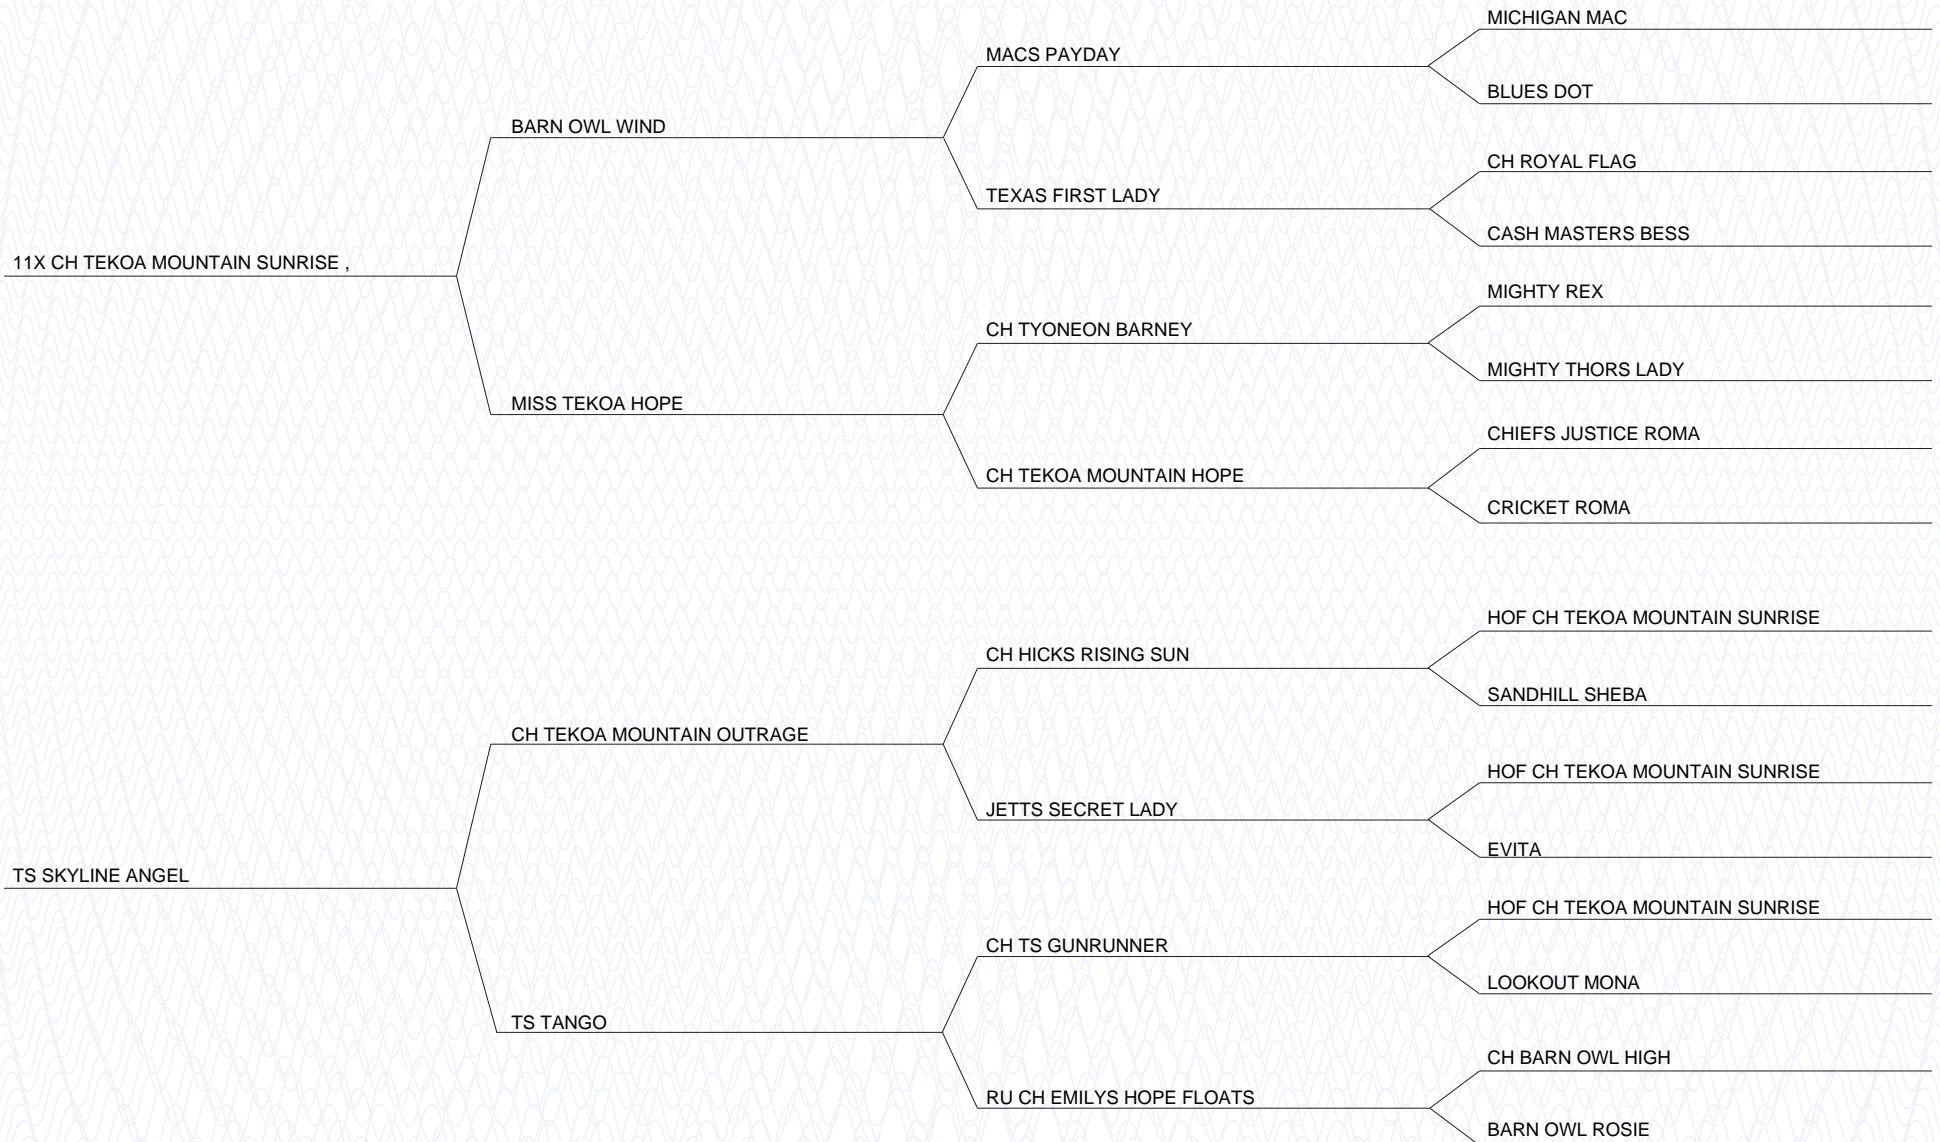 MICHIGAN MAC
MACS PAYDAY
BLUES DOT
BARN OWL WIND
CH ROYAL FLAG
TEXAS FIRST LADY
CASH MASTERS BESS
11X CH TEKOA MOUNTAIN SUNRISE ,
MIGHTY REX
CH TYONEON BARNEY
MIGHTY THORS LADY
MISS TEKOA HOPE
CHIEFS JUSTICE ROMA
CH TEKOA MOUNTAIN HOPE
CRICKET ROMA
HOF CH TEKOA MOUNTAIN SUNRISE
CH HICKS RISING SUN
SANDHILL SHEBA
CH TEKOA MOUNTAIN OUTRAGE
HOF CH TEKOA MOUNTAIN SUNRISE
JETTS SECRET LADY
EVITA
TS SKYLINE ANGEL
HOF CH TEKOA MOUNTAIN SUNRISE
CH TS GUNRUNNER
LOOKOUT MONA
TS TANGO
CH BARN OWL HIGH
RU CH EMILYS HOPE FLOATS
BARN OWL ROSIE